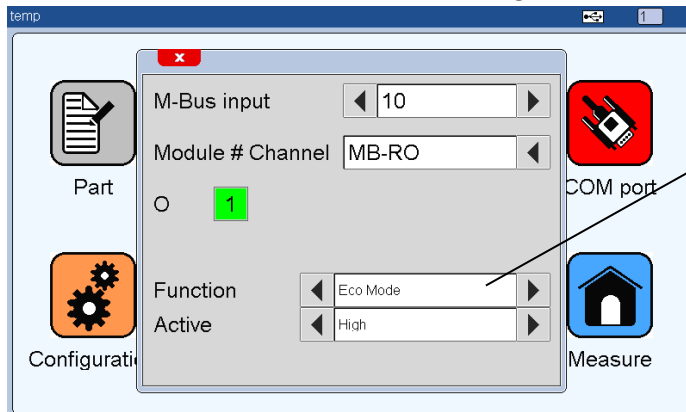 temp
1
x
M-Bus input 10
Module # Channel MB-RO
Part
COM port
O 1
Function Eco Mode
Active High
Configurati
Measure